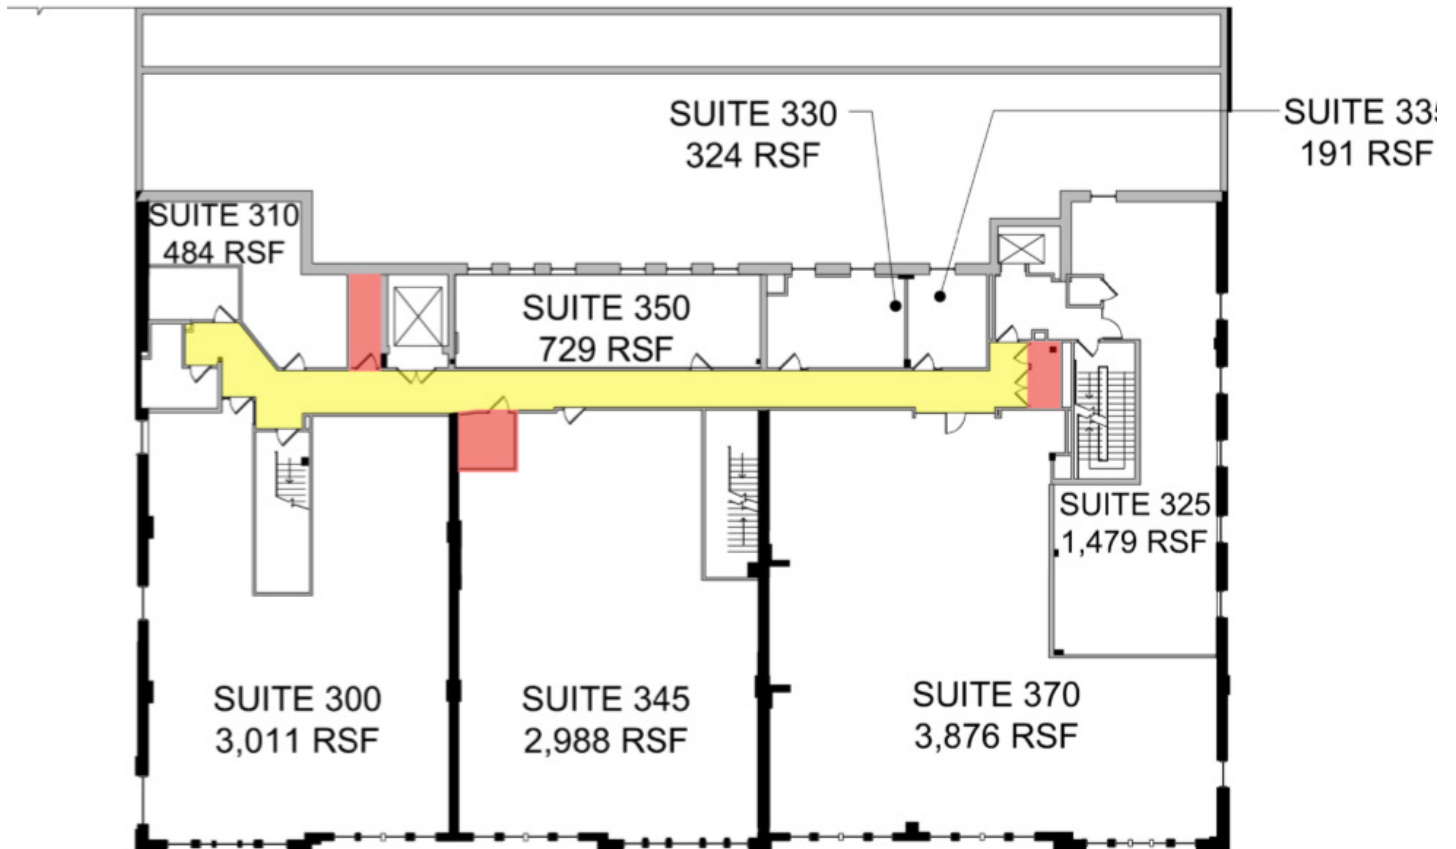 SUITE 330
324 RSF
SUITE 335
191 RSF
SUITE 310
484 RSF
SUITE 350
729 RSF
SUITE 325
1,479 RSF
SUITE 300
3,011 RSF
SUITE 345
2,988 RSF
SUITE 370
3,876 RSF